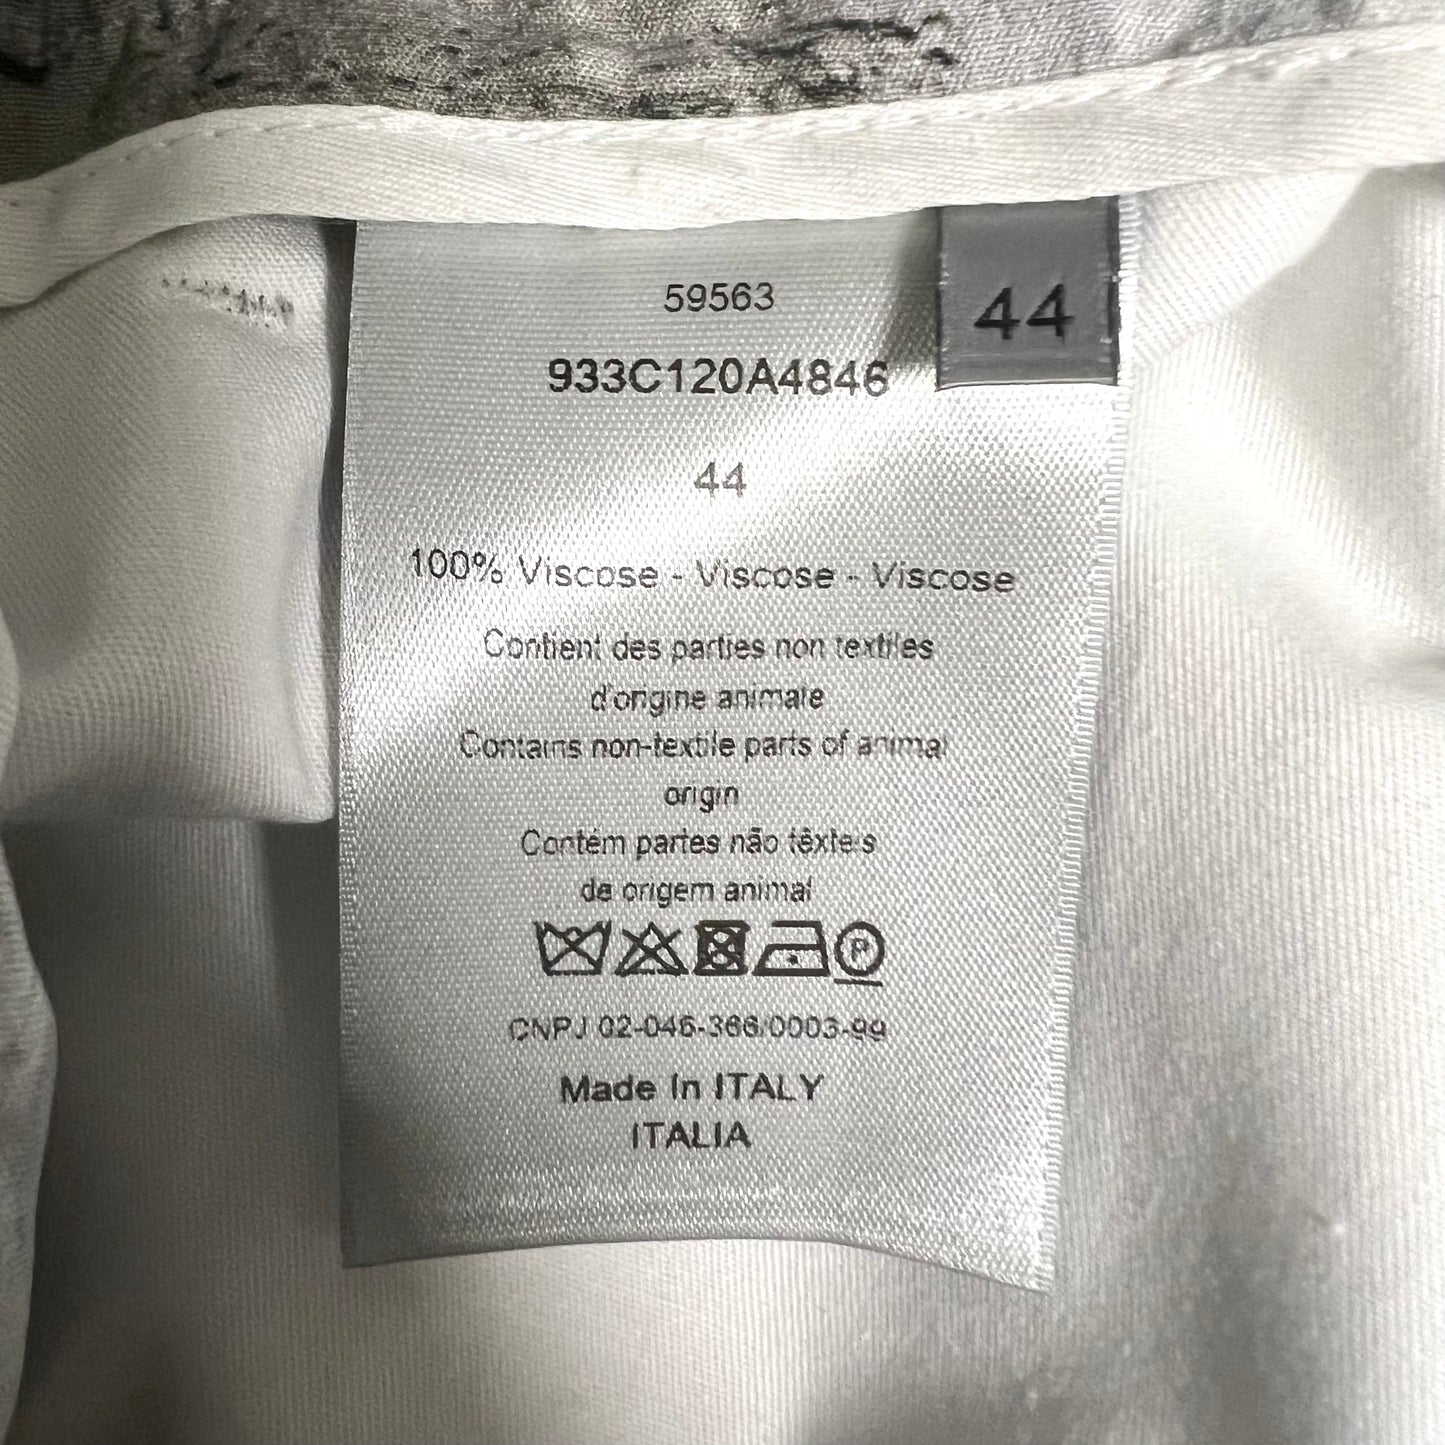 59563
44
933C120A4846
44
100% Viscose - Viscose - Viscose
Contient des parties non textiles
d'origine animale
Contains non-textile parts of animal
origin
Contém partes não têxteis
de origem animal
P
CNPJ 02-046-366/0003-99
Made In ITALY
ITALIA